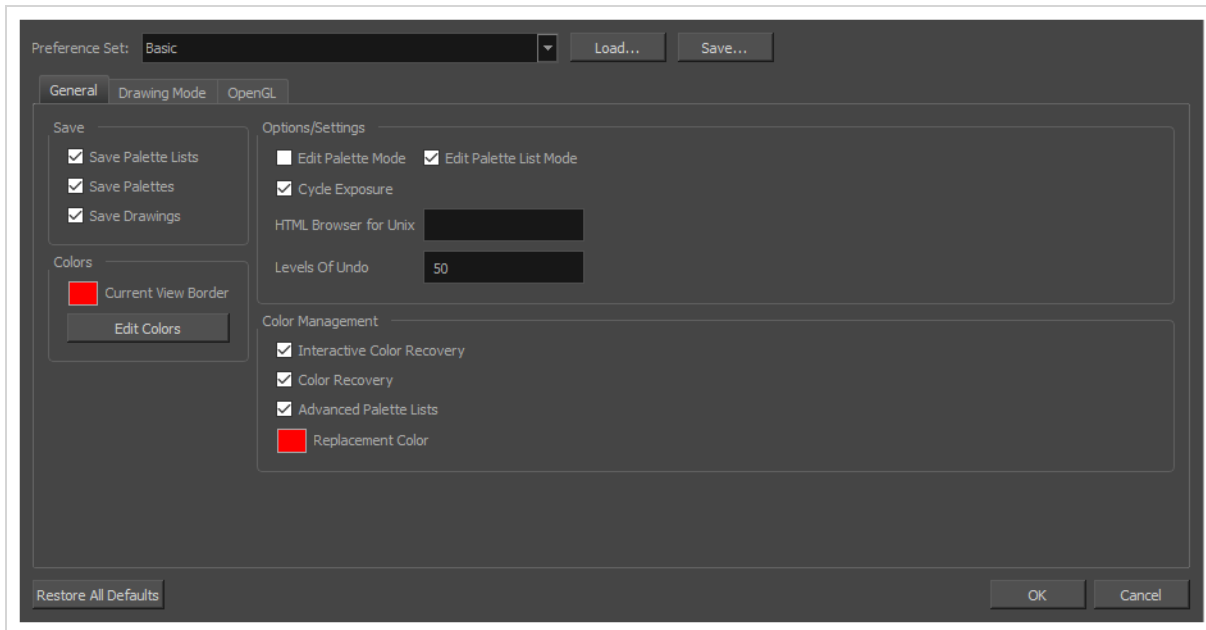 Preference Set: Basic Load... Save...
General Drawing Mode OpenGL
Save
Save Palette Lists
Save Palettes
Save Drawings
Colors
Current View Border
Edit Colors
Options/Settings
Edit Palette Mode Edit Palette List Mode
Cycle Exposure
HTML Browser for Unix
Levels Of Undo 50
Color Management
Interactive Color Recovery
Color Recovery
Advanced Palette Lists
Replacement Color
Restore All Defaults OK Cancel